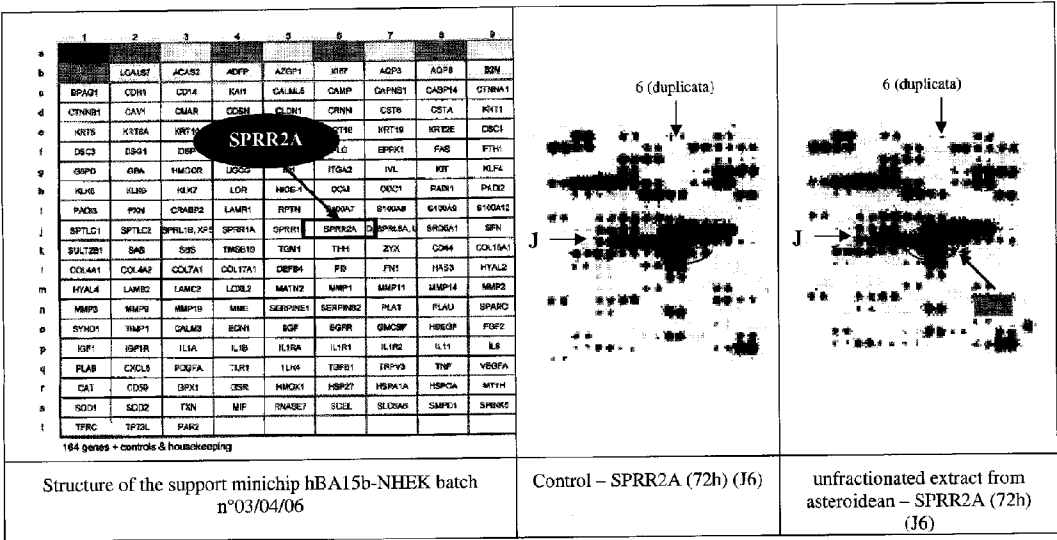 1 2 3 4 5 6 7 8 9
a
b LGALS7 ACAS2 ADFP AZGP1 KI67 AQP3 AQP9 B2M
c BPAG1 CDH1 CD14 KAI1 CALML5 CAMP CAPNS1 CASP14 CTNNA1
d CTNNB1 CAV1 CDSN CLDN1 CRNN CST6 CSTA KRT1
e KRT5 KRT6A KRT19 KRT2E DSC1
f DSC3 DSG1 DSP EPPK1 FAS FTH1
g G6PD GBA HMGCR UGCG ITGA2 IVL KIT KLF4
h KLK6 KLK7 LOR NICE-1 ODC1 PADI1 PADI2
i PADI3 PXN CRABP2 LAMR1 RPTN S100A7 S100A8 S100A9 S100A12
j SPTLC1 SPTLC2 SPRR1A SPRR1 SPRR2A SRD5A1 SFN
k SULT2B1 SAS TMSB10 TGM1 THH ZYX CD44 COL18A1
l COL4A1 COL4A2 COL7A1 COL17A1 DEFB4 FN1 HAS3 HYAL2
m HYAL4 LAMB2 LAMC2 LOXL2 MATN2 MMP1 MMP11 MMP14 MMP2
n MMP3 MMP9 MMP19 MME SERPINE1 SERPINB2 PLAT PLAU SPARC
o SYND1 TIMP1 CALM3 EDN1 EGF EGFR GMCSF HBEGF FGF2
p IGF1 IGF1R IL1A IL1B IL1RA IL1R1 IL1R2 IL11 IL8
q PLAB CXCL5 PDGFA TLR1 TLR4 TGFB1 TRPV3 TNF VEGFA
r CAT CD59 GPX1 GSR HMOX1 HSP27 HSPA1A HSPCA MT1H
s SOD1 SOD2 TXN MIF RNASE7 SCEL SMPD1 SPINK5
t TFRC TP73L PAR2
SPRR2A
164 genes + controls & housekeeping
6 (duplicata)
J
6 (duplicata)
J
Structure of the support minichip hBA15b-NHEK batch
n°03/04/06
Control – SPRR2A (72h) (J6)
unfractionated extract from
asteroidean – SPRR2A (72h)
(J6)